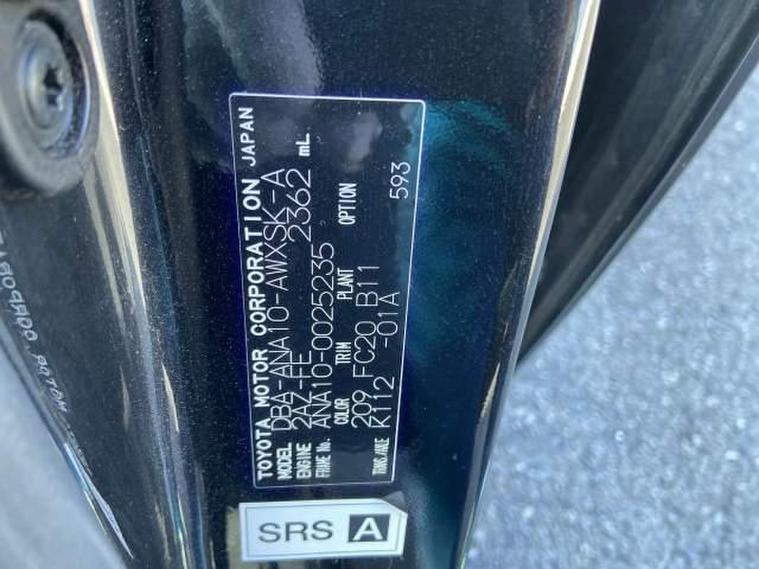 TOYOTA MOTOR CORPORATION JAPAN
MODEL DBA-ANA10-AWXSK-A
ENGINE 2AZ-FE 2362 mL
FRAME No. ANA10-0025235
COLOR TRIM PLANT OPTION
209 FC20 B11 593
TRNS/AXLE K112 -01A
SRS A